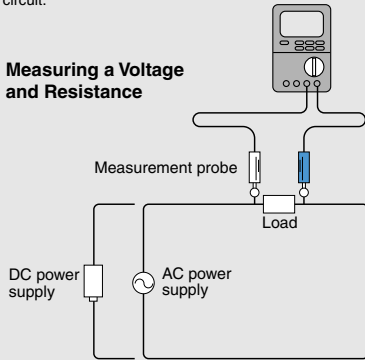 circuit.
Measuring a Voltage
and Resistance
Measurement probe
Load
DC power
supply
AC power
supply